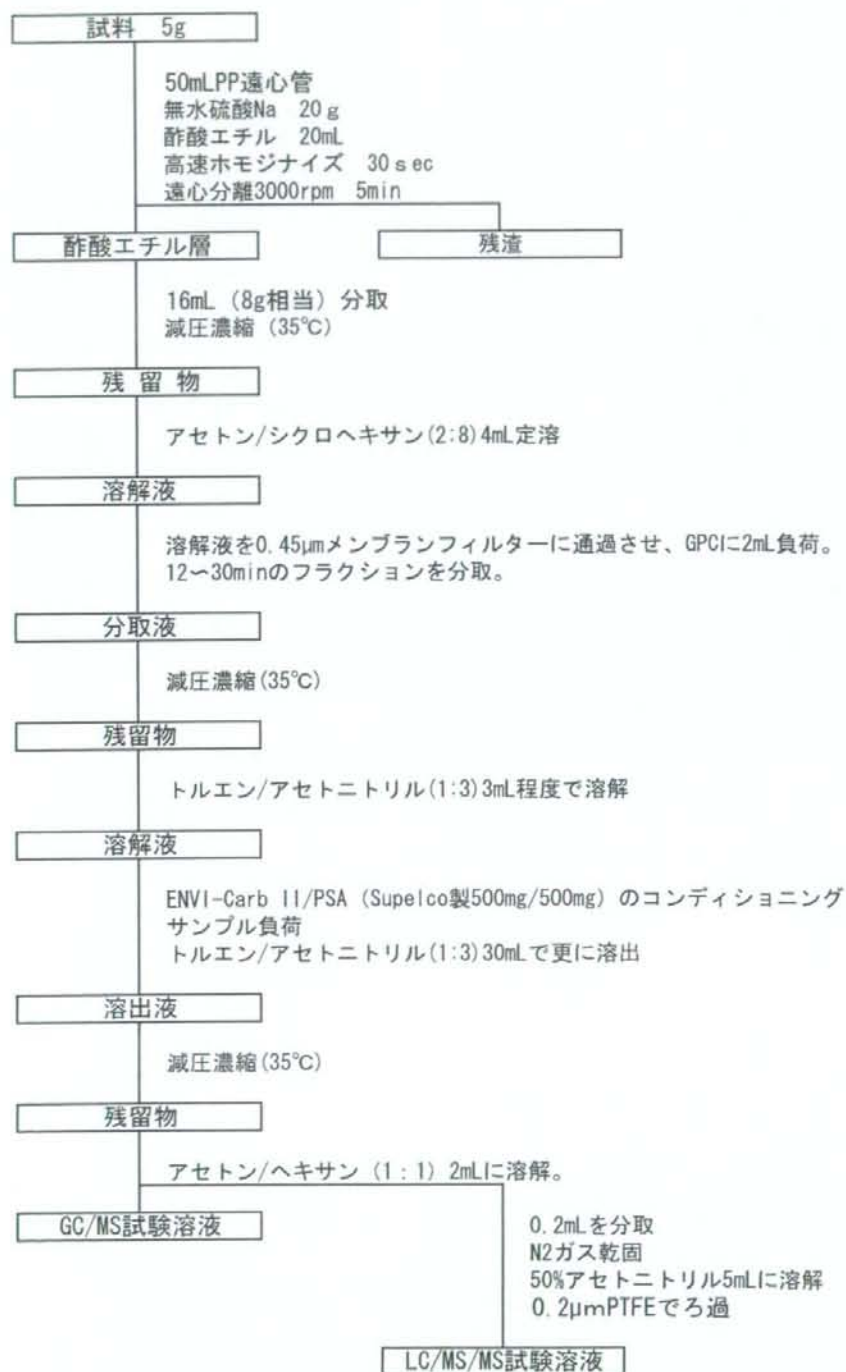 試料 5g
50mLPP遠心管
無水硫酸Na 20g
酢酸エチル 20mL
高速ホモジナイズ 30sec
遠心分離3000rpm 5min
酢酸エチル層
残渣
16mL (8g相当) 分取
減圧濃縮 (35℃)
残留物
アセトン/シクロヘキサン(2:8)4mL定溶
溶解液
溶解液を0.45μmメンブランフィルターに通過させ、GPCに2mL負荷。
12～30minのフラクションを分取。
分取液
減圧濃縮(35℃)
残留物
トルエン/アセトニトリル(1:3)3mL程度で溶解
溶解液
ENVI-Carb II/PSA (Supelco製500mg/500mg) のコンディショニング
サンプル負荷
トルエン/アセトニトリル(1:3)30mLで更に溶出
溶出液
減圧濃縮(35℃)
残留物
アセトン/ヘキサン (1:1) 2mLに溶解。
GC/MS試験溶液
0.2mLを分取
N2ガス乾固
50%アセトニトリル5mLに溶解
0.2μmPTFEでろ過
LC/MS/MS試験溶液